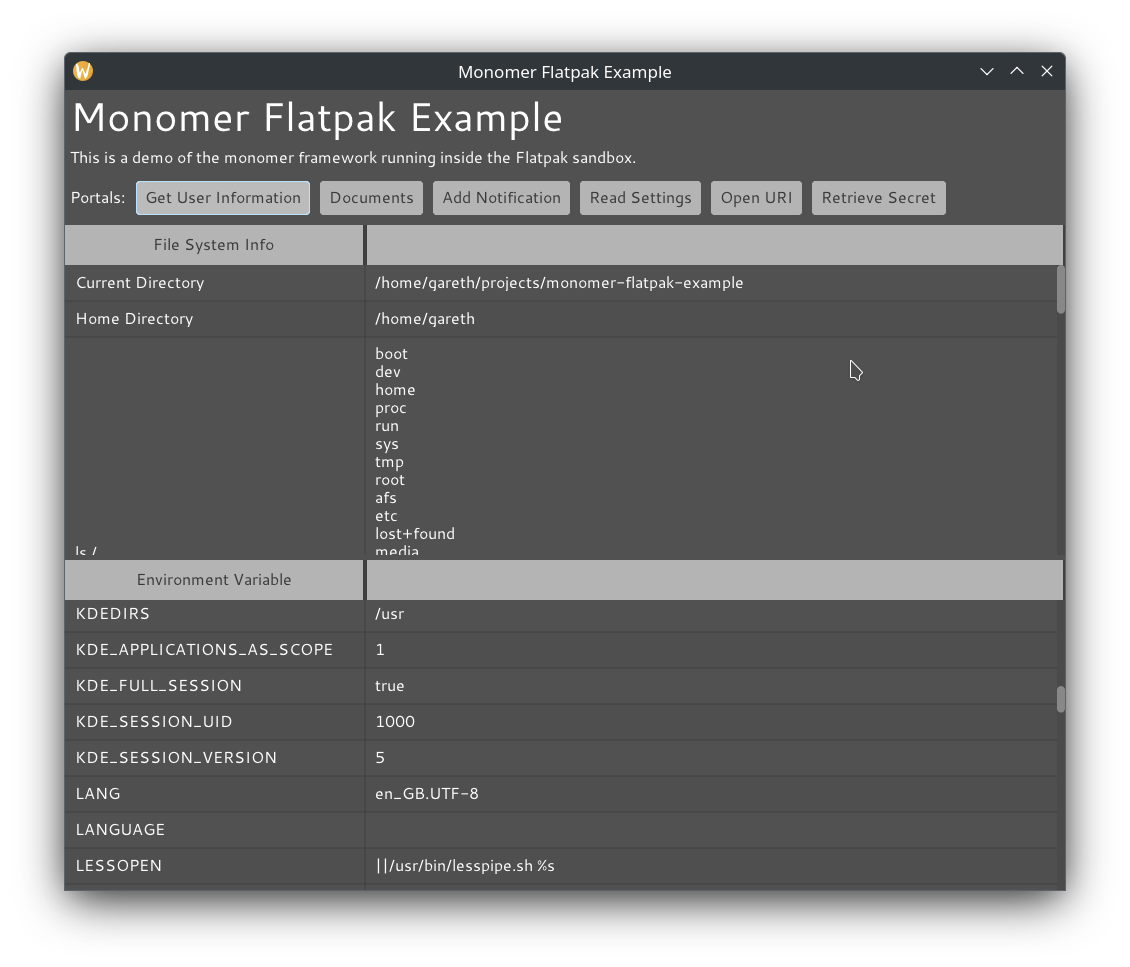 Monomer Flatpak Example
Monomer Flatpak Example
This is a demo of the monomer framework running inside the Flatpak sandbox.
Portals: Get User Information Documents Add Notification Read Settings Open URI Retrieve Secret
File System Info
Current Directory /home/gareth/projects/monomer-flatpak-example
Home Directory /home/gareth
boot
dev
home
proc
run
sys
tmp
root
afs
etc
lost+found
ls / media
Environment Variable
KDEDIRS /usr
KDE_APPLICATIONS_AS_SCOPE 1
KDE_FULL_SESSION true
KDE_SESSION_UID 1000
KDE_SESSION_VERSION 5
LANG en_GB.UTF-8
LANGUAGE
LESSOPEN ||/usr/bin/lesspipe.sh %s